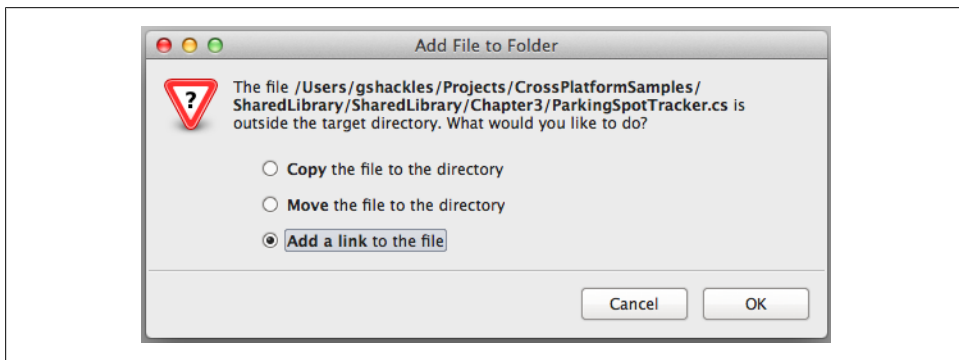 Add File to Folder
The file /Users/gshackles/Projects/CrossPlatformSamples/
SharedLibrary/SharedLibrary/Chapter3/ParkingSpotTracker.cs is
outside the target directory. What would you like to do?
Copy the file to the directory
Move the file to the directory
Add a link to the file
Cancel
OK